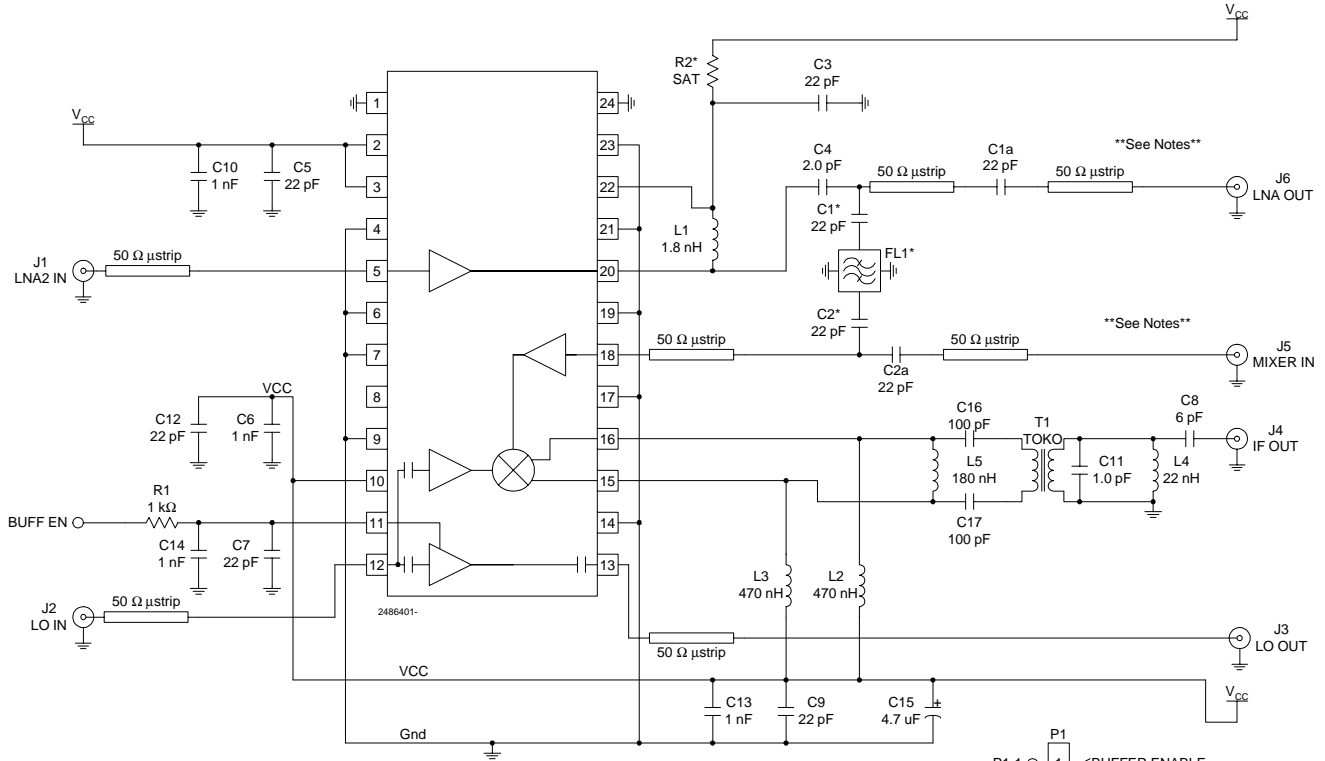 VCC
R2*
SAT
C3
22 pF
1
24
VCC
2
23
C10
1 nF
C5
22 pF
C4
2.0 pF
50 Ω µstrip
C1a
22 pF
**See Notes**
50 Ω µstrip
J6
LNA OUT
3
22
4
21
L1
1.8 nH
C1*
22 pF
J1
LNA2 IN
50 Ω µstrip
5
20
FL1*
6
19
C2*
22 pF
**See Notes**
7
18
50 Ω µstrip
50 Ω µstrip
J5
MIXER IN
C2a
22 pF
8
17
VCC
C12
22 pF
C6
1 nF
C16
100 pF
T1
TOKO
C8
6 pF
J4
IF OUT
9
16
L5
180 nH
C11
1.0 pF
L4
22 nH
10
15
R1
1 kΩ
C17
100 pF
BUFF EN
11
14
C14
1 nF
C7
22 pF
12
13
L3
470 nH
L2
470 nH
J2
LO IN
50 Ω µstrip
2486401-
50 Ω µstrip
J3
LO OUT
VCC
C13
1 nF
C9
22 pF
C15
+
4.7 uF
VCC
Gnd
P1
P1-1
1
<BUFFER ENABLE